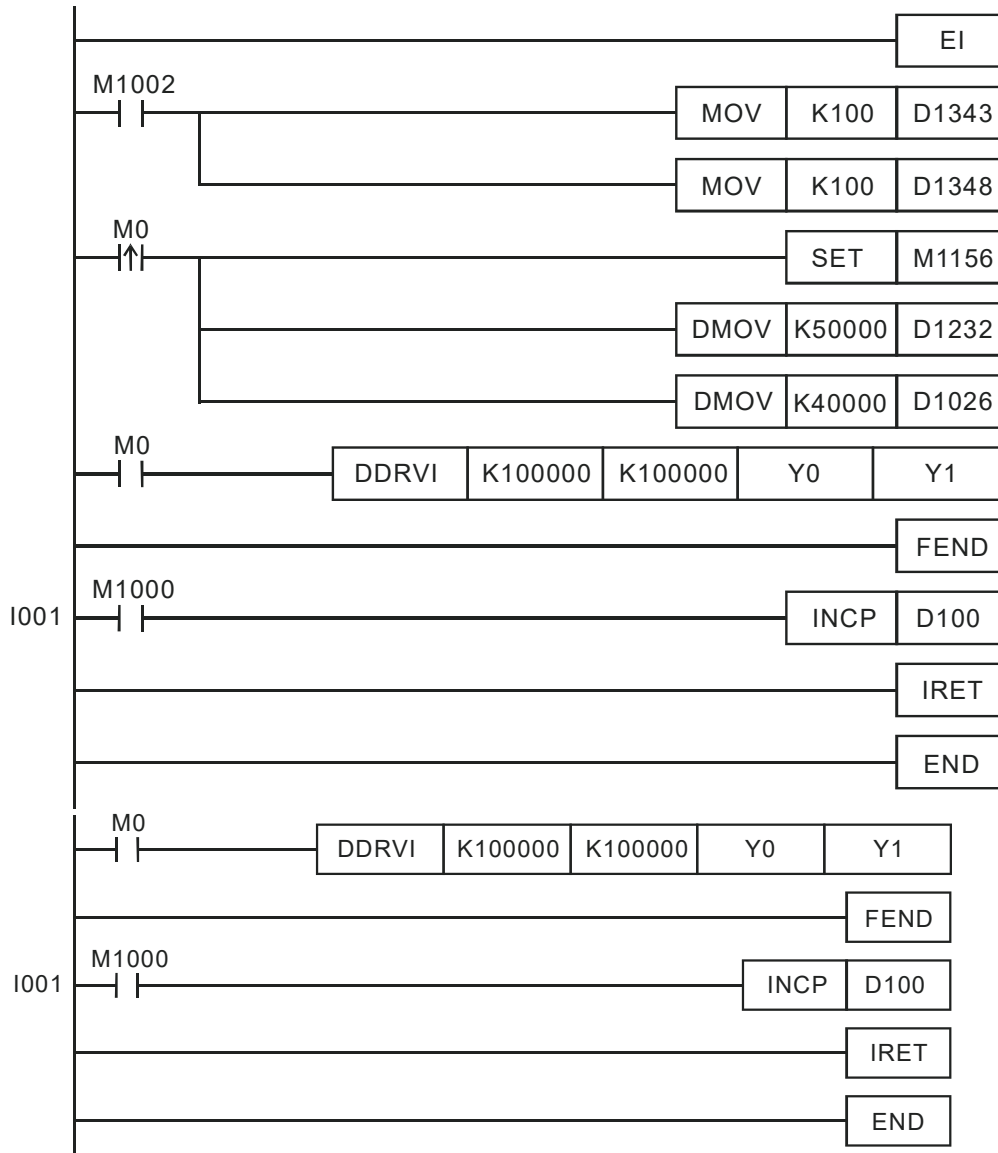 EI
M1002
MOV K100 D1343
MOV K100 D1348
M0
SET M1156
DMOV K50000 D1232
DMOV K40000 D1026
M0
DDRVI K100000 K100000 Y0 Y1
FEND
M1000
I001 INCP D100
IRET
END
M0
DDRVI K100000 K100000 Y0 Y1
FEND
M1000
I001 INCP D100
IRET
END